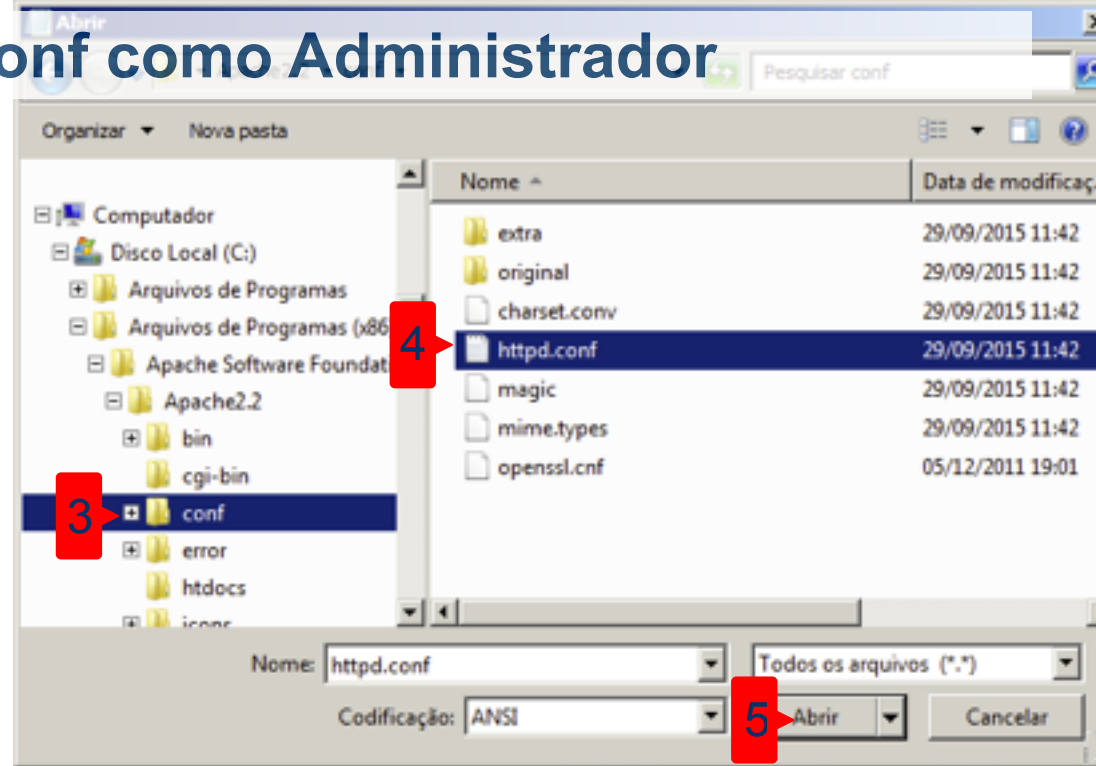 Abrir
onf como Administrador
Pesquisar conf
Organizar Nova pasta
Nome Data de modificaç
Computador
Disco Local (C:)
Arquivos de Programas
Arquivos de Programas (x86
Apache Software Foundat
Apache2.2
bin
cgi-bin
3 conf
error
htdocs
icons
extra 29/09/2015 11:42
original 29/09/2015 11:42
charset.conv 29/09/2015 11:42
4 httpd.conf 29/09/2015 11:42
magic 29/09/2015 11:42
mime.types 29/09/2015 11:42
openssl.cnf 05/12/2011 19:01
Nome: httpd.conf Todos os arquivos (*.*)
Codificação: ANSI 5 Abrir Cancelar